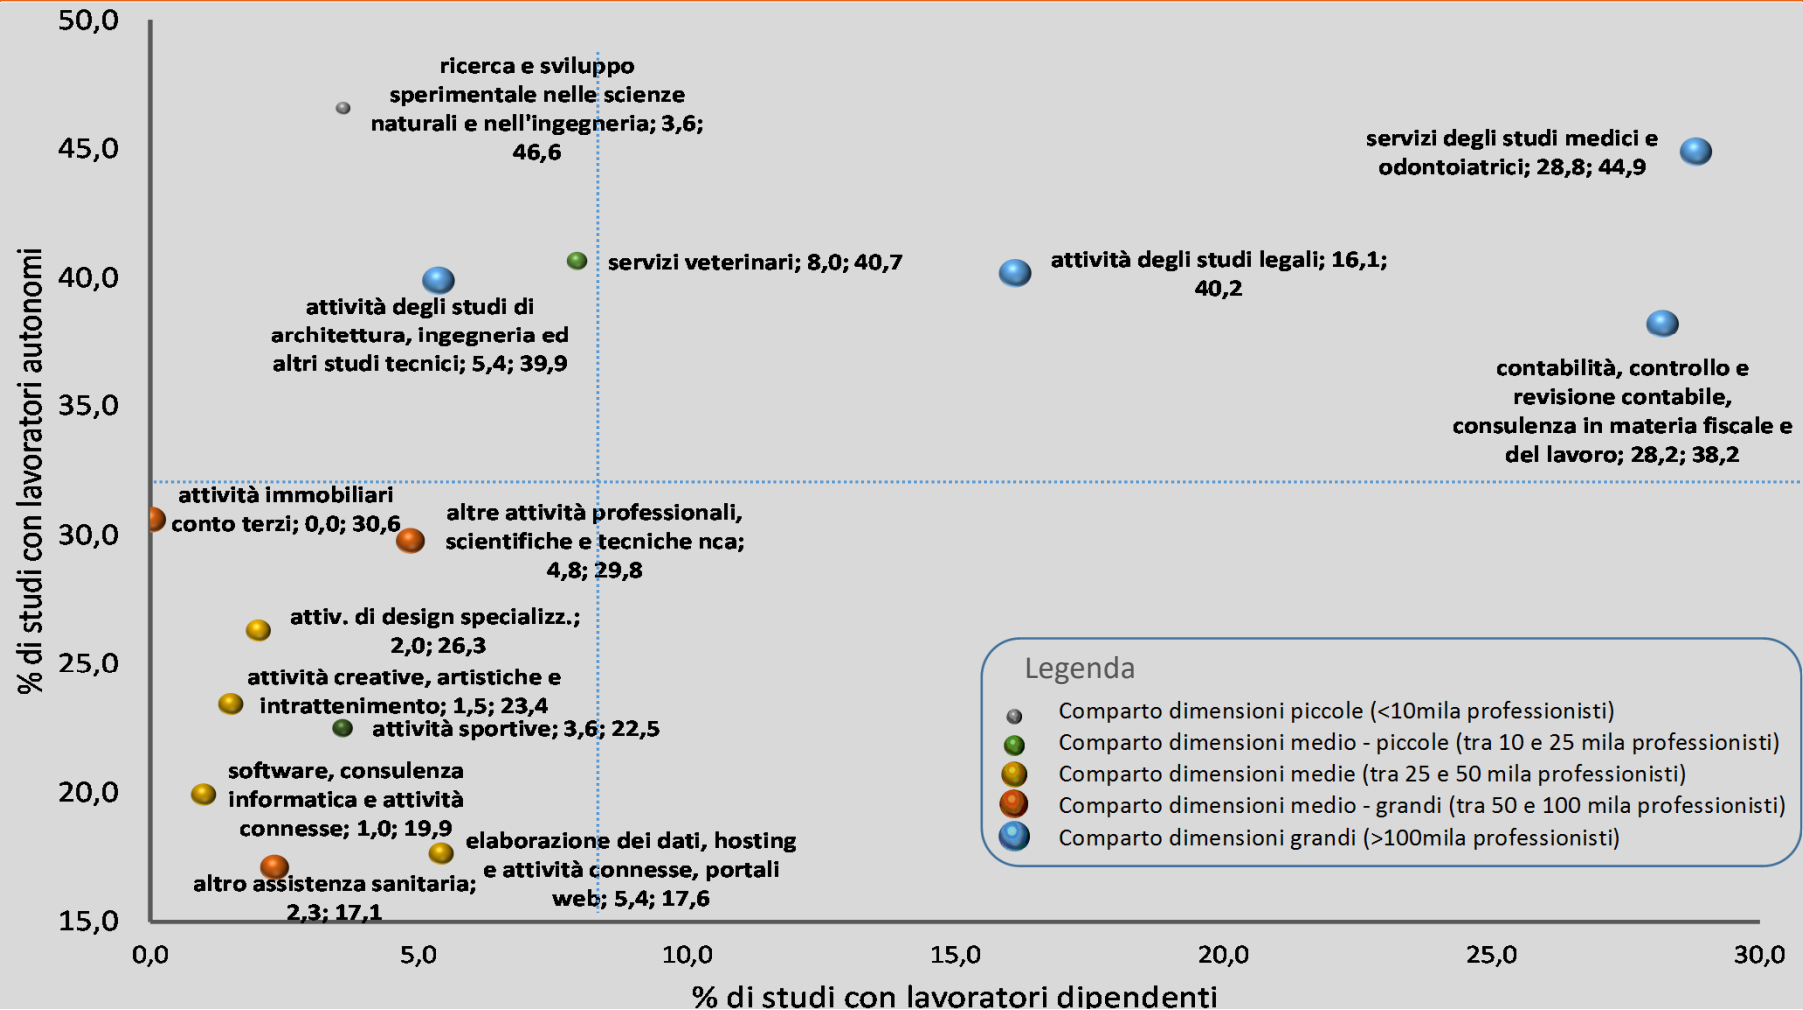 50,0
45,0
40,0
35,0
30,0
25,0
20,0
15,0
% di studi con lavoratori autonomi
ricerca e sviluppo
sperimentale nelle scienze
naturali e nell'ingegneria; 3,6;
46,6
servizi degli studi medici e
odontoiatrici; 28,8; 44,9
servizi veterinari; 8,0; 40,7
attività degli studi legali; 16,1;
40,2
attività degli studi di
architettura, ingegneria ed
altri studi tecnici; 5,4; 39,9
contabilità, controllo e
revisione contabile,
consulenza in materia fiscale e
del lavoro; 28,2; 38,2
attività immobiliari
conto terzi; 0,0; 30,6
altre attività professionali,
scientifiche e tecniche nca;
4,8; 29,8
attiv. di design specializz.;
2,0; 26,3
attività creative, artistiche e
intrattenimento; 1,5; 23,4
attività sportive; 3,6; 22,5
software, consulenza
informatica e attività
connesse; 1,0; 19,9
elaborazione dei dati, hosting
e attività connesse, portali
web; 5,4; 17,6
altro assistenza sanitaria;
2,3; 17,1
Legenda
Comparto dimensioni piccole (<10mila professionisti)
Comparto dimensioni medio - piccole (tra 10 e 25 mila professionisti)
Comparto dimensioni medie (tra 25 e 50 mila professionisti)
Comparto dimensioni medio - grandi (tra 50 e 100 mila professionisti)
Comparto dimensioni grandi (>100mila professionisti)
0,0 5,0 10,0 15,0 20,0 25,0 30,0
% di studi con lavoratori dipendenti